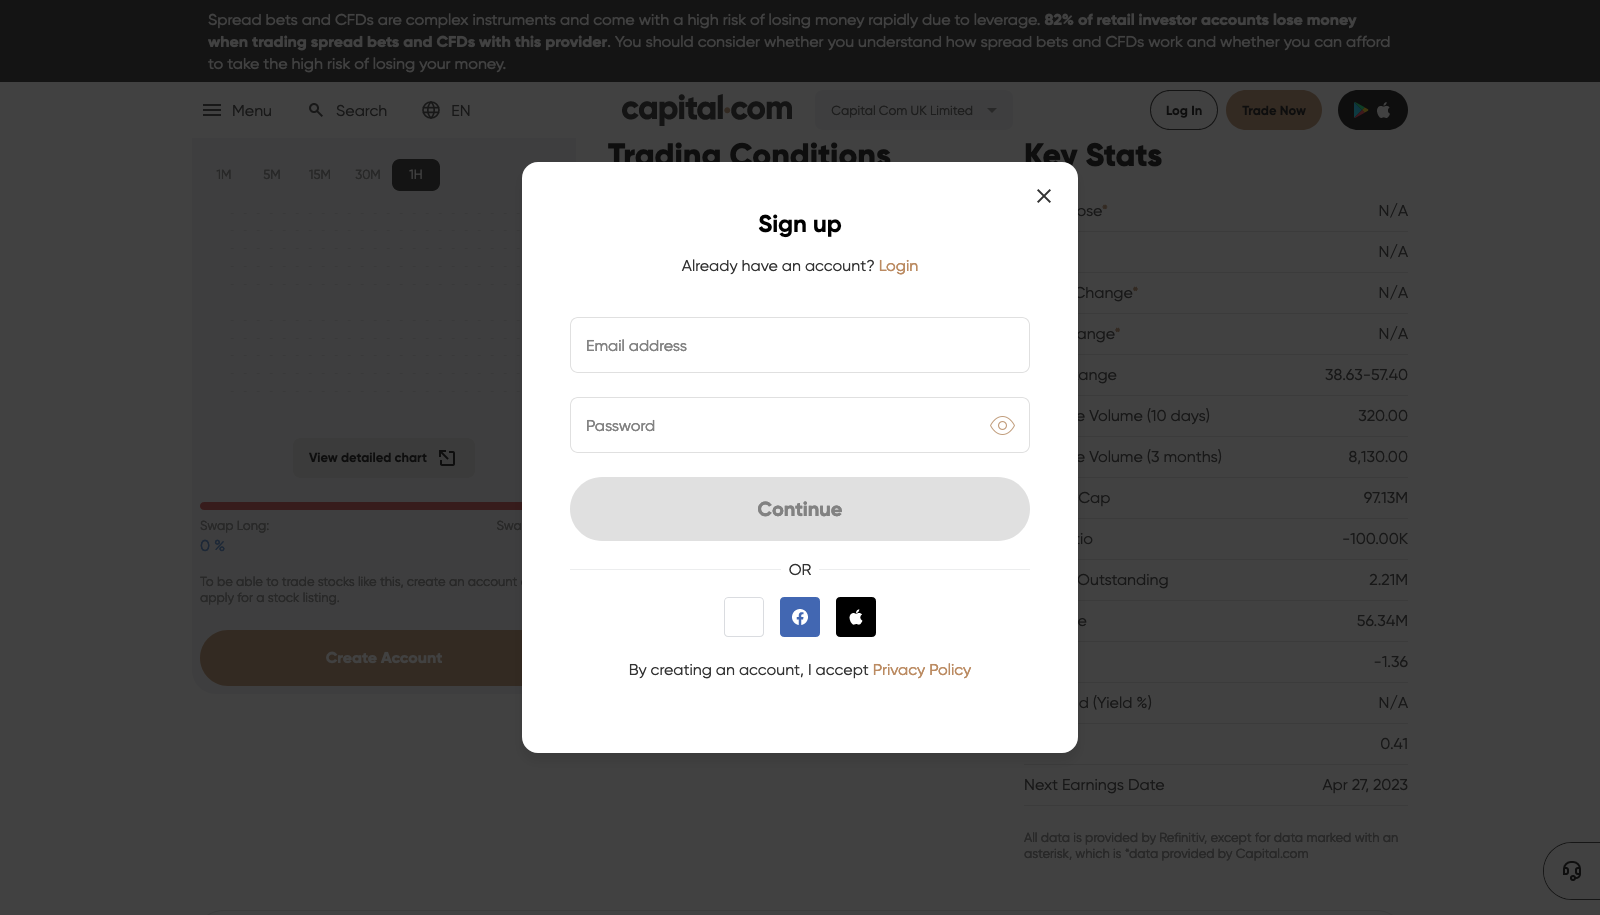 Spread bets and CFDs are complex instruments and come with a high risk of losing money rapidly due to leverage. 82% of retail investor accounts lose money
when trading spread bets and CFDs with this provider. You should consider whether you understand how spread bets and CFDs work and whether you can afford
to take the high risk of losing your money.
Menu Search EN capital.com Capital Com UK Limited Log In Trade Now
Trading Conditions
Key Stats
1M 5M 15M 30M 1H
View detailed chart
Swap Long:
0 %
To be able to trade stocks like this, create an account
apply for a stock listing.
Create Account
Sign up
Already have an account? Login
Email address
Password
Continue
OR
By creating an account, I accept Privacy Policy
ose* N/A
N/A
Change* N/A
ange* N/A
ange 38.63-57.40
e Volume (10 days) 320.00
e Volume (3 months) 8,130.00
Cap 97.13M
tio -100.00K
Outstanding 2.21M
e 56.34M
-1.36
d (Yield %) N/A
0.41
Next Earnings Date Apr 27, 2023
All data is provided by Refinitiv, except for data marked with an
asterisk, which is *data provided by Capital.com